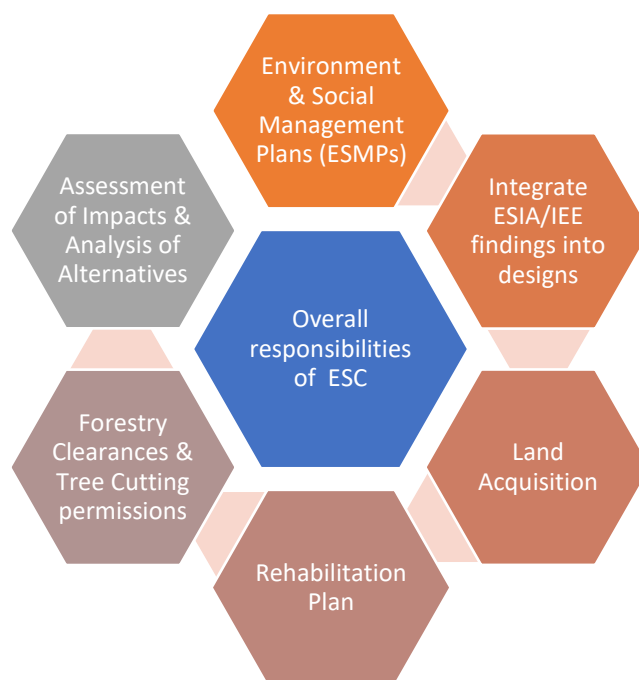 Environment
& Social
Management
Plans (ESMPs)
Integrate
ESIA/IEE
findings into
designs
Land
Acquisition
Rehabilitation
Plan
Forestry
Clearances &
Tree Cutting
permissions
Assessment
of Impacts &
Analysis of
Alternatives
Overall
responsibilities
of ESC